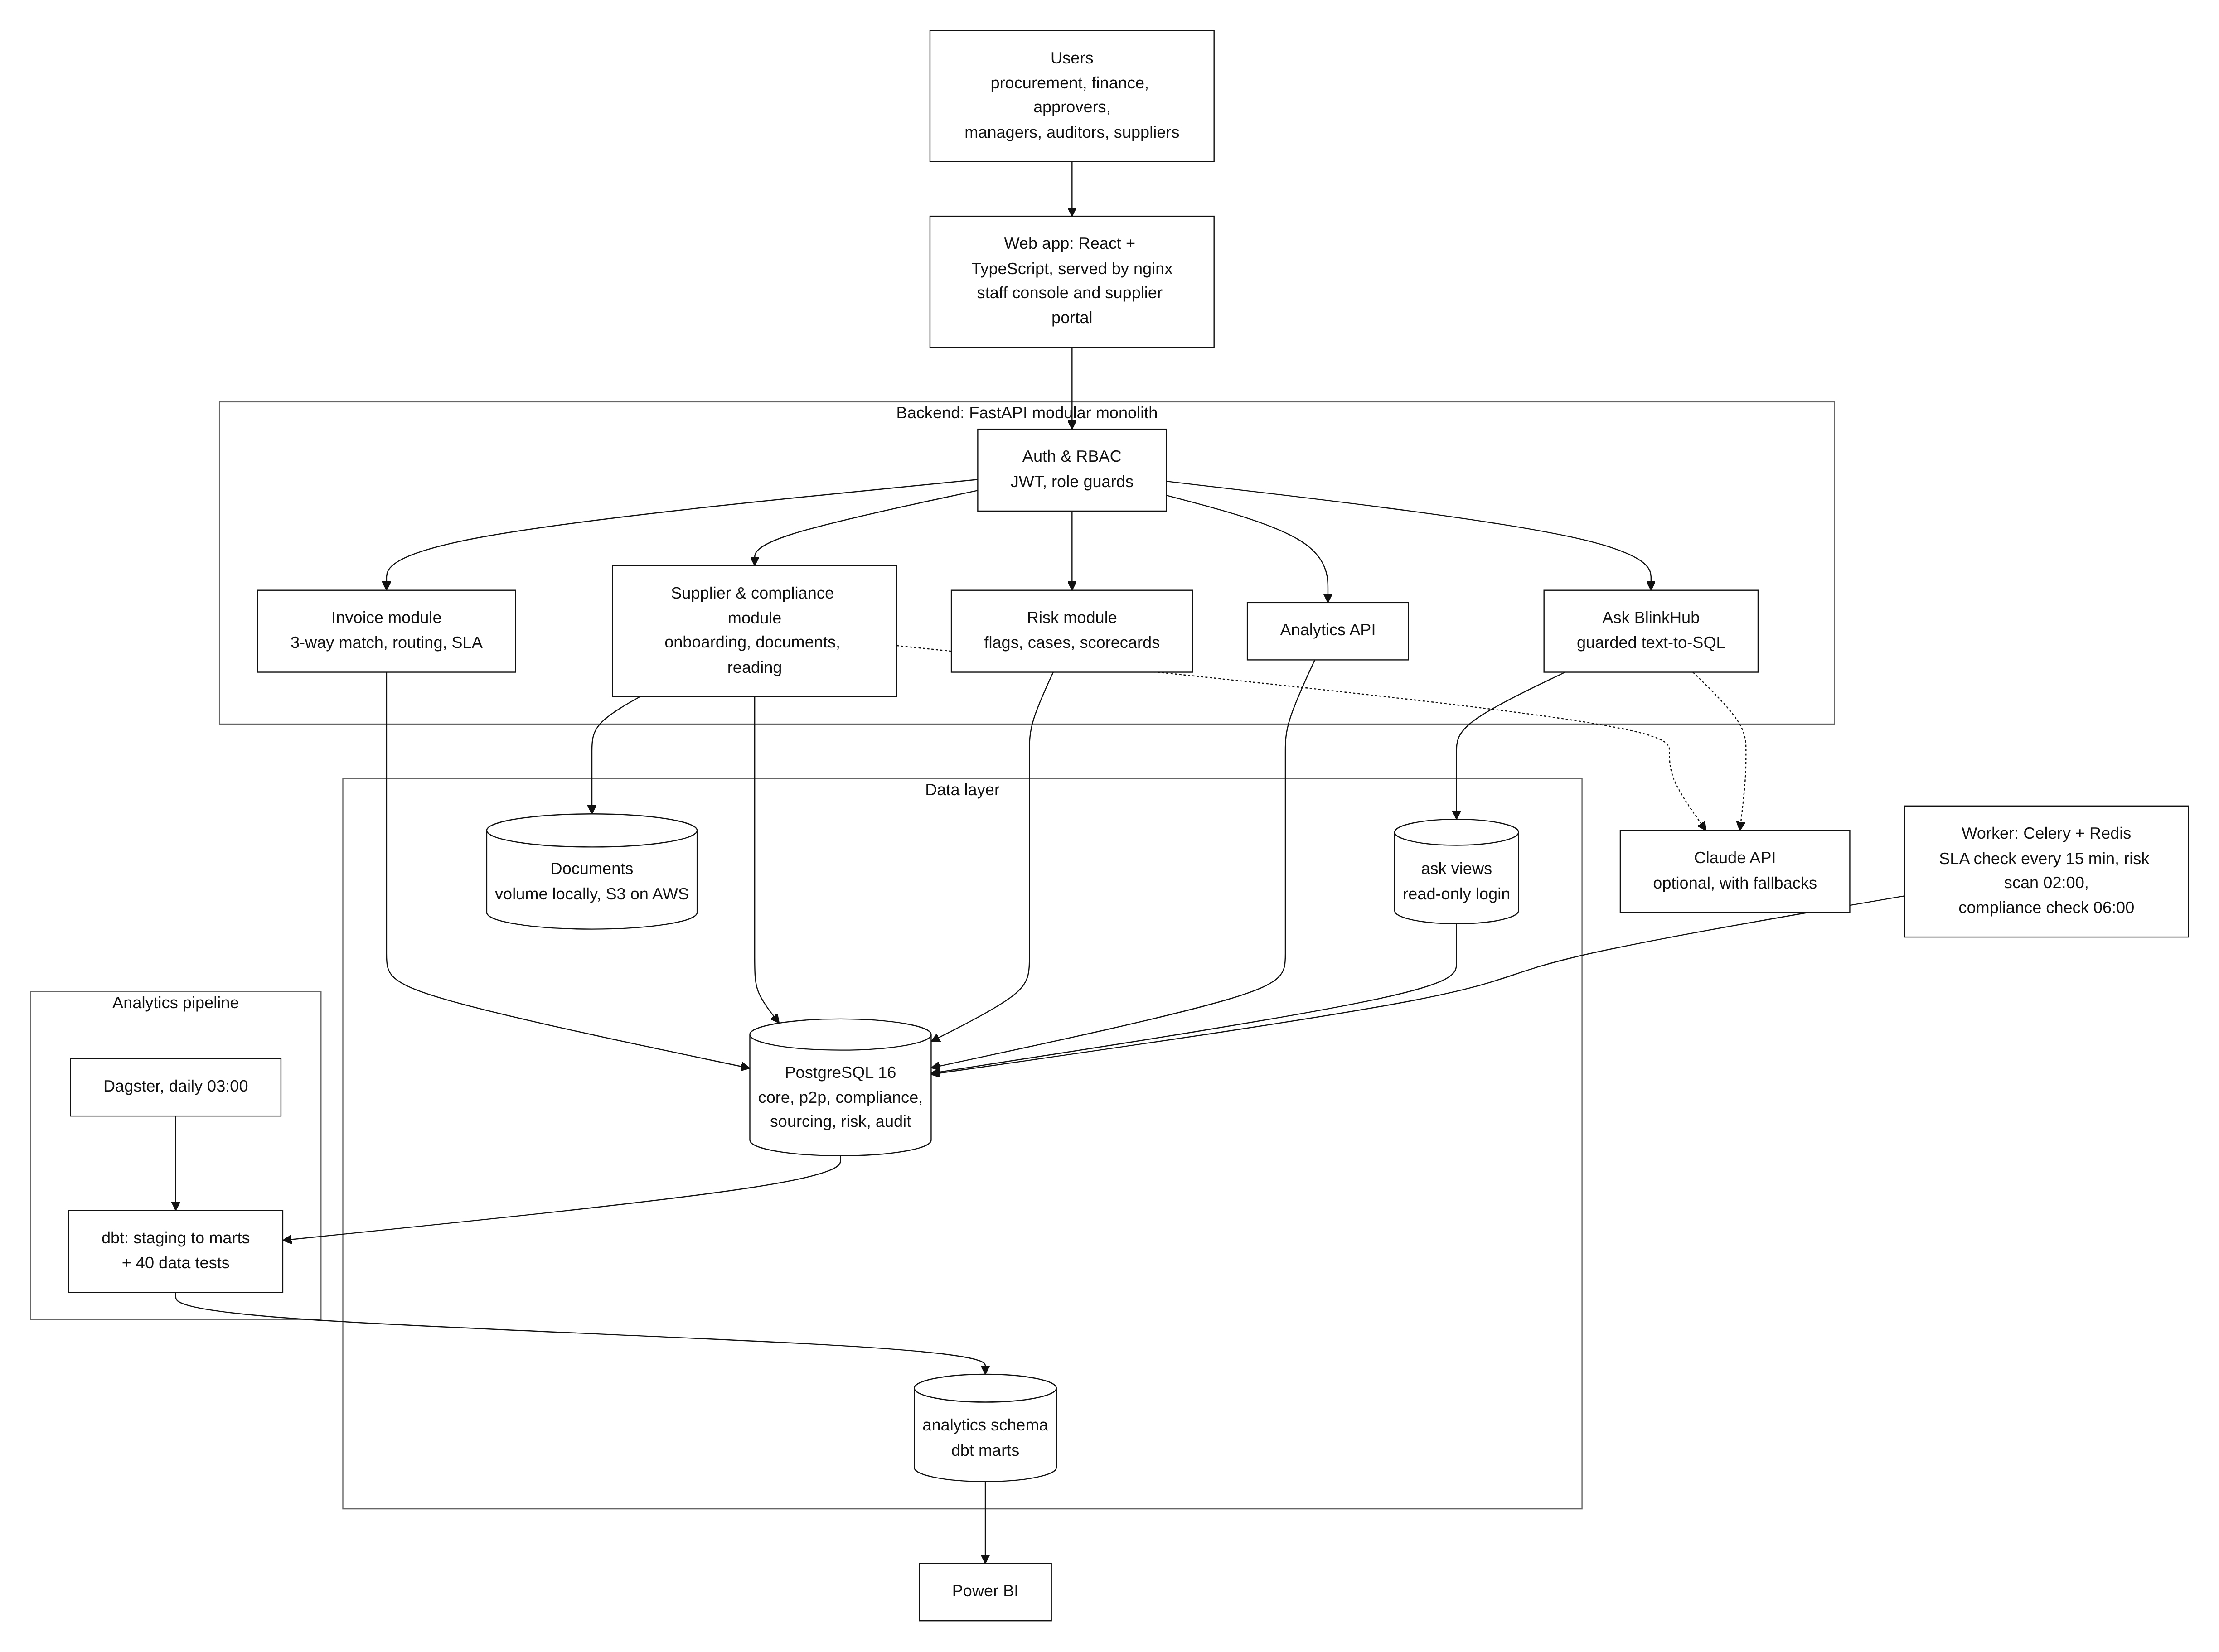 Users
procurement, finance,
approvers,
managers, auditors, suppliers
Web app: React +
TypeScript, served by nginx
staff console and supplier
portal
Backend: FastAPI modular monolith
Auth & RBAC
JWT, role guards
Invoice module
3-way match, routing, SLA
Supplier & compliance
module
onboarding, documents,
reading
Risk module
flags, cases, scorecards
Analytics API
Ask BlinkHub
guarded text-to-SQL
Data layer
Documents
volume locally, S3 on AWS
ask views
read-only login
Claude API
optional, with fallbacks
Worker: Celery + Redis
SLA check every 15 min, risk
scan 02:00,
compliance check 06:00
Analytics pipeline
Dagster, daily 03:00
PostgreSQL 16
core, p2p, compliance,
sourcing, risk, audit
dbt: staging to marts
+ 40 data tests
analytics schema
dbt marts
Power BI